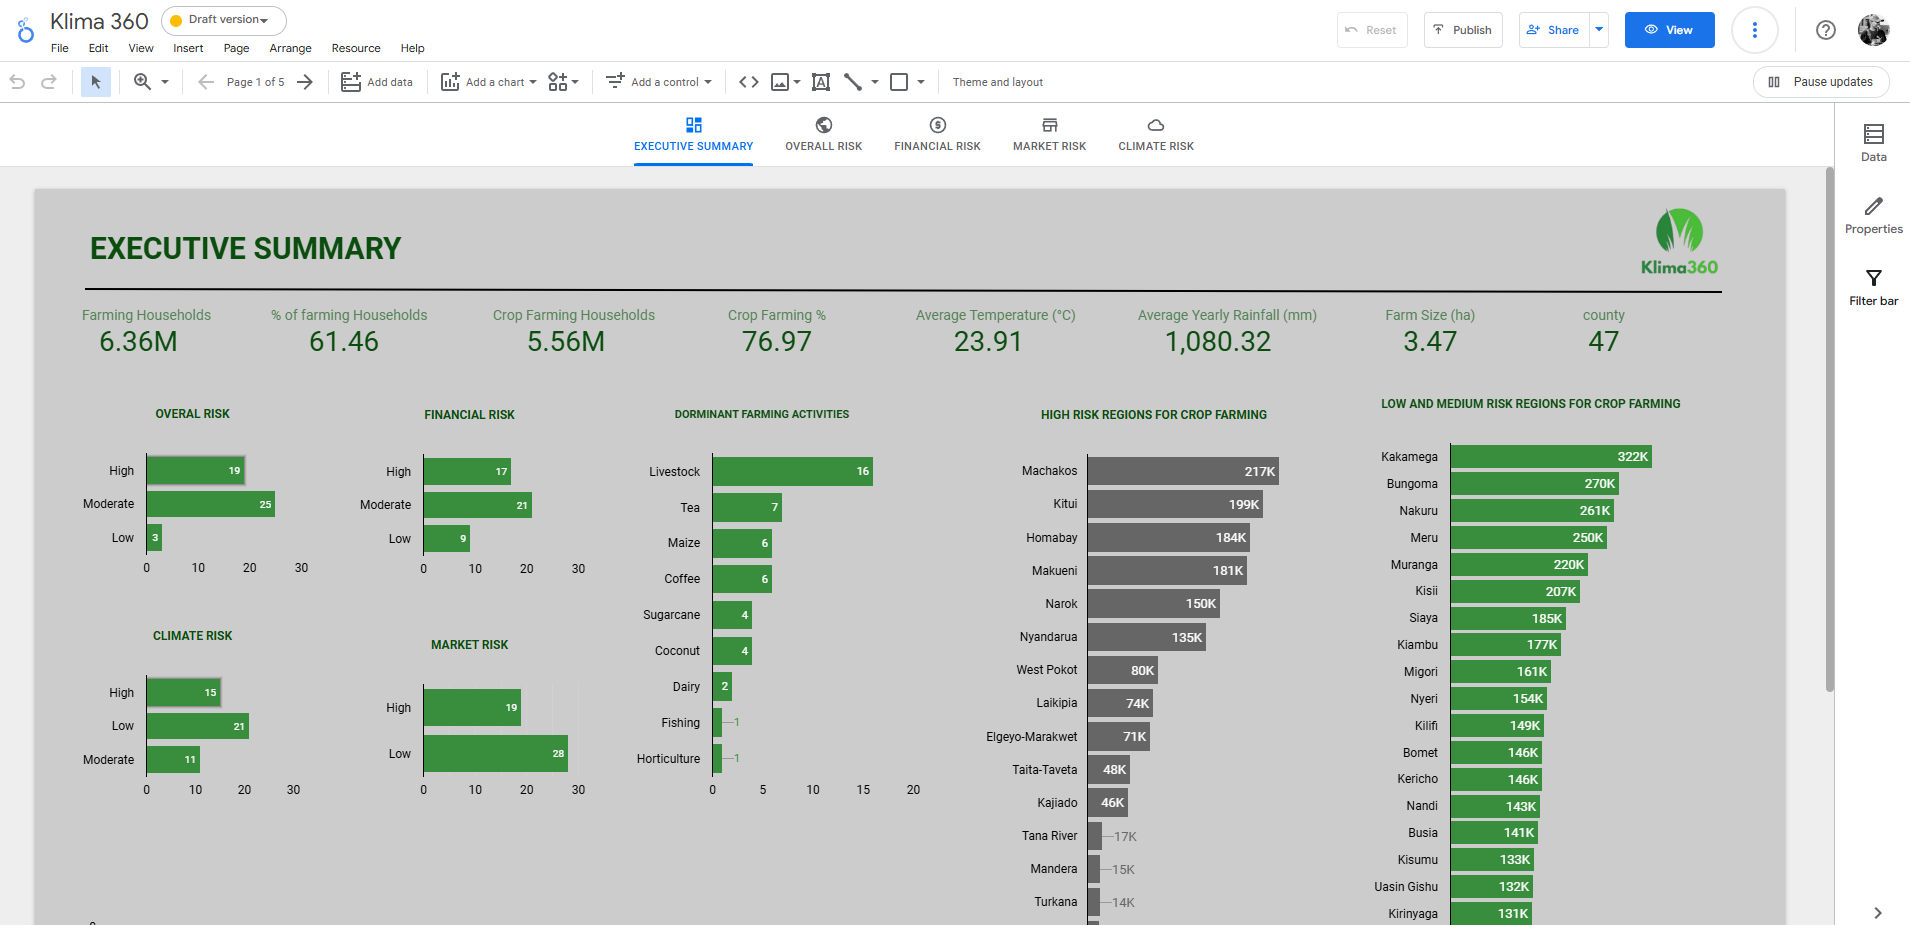 Klima 360
Draft version
File Edit View Insert Page Arrange Resource Help
Reset
Publish
Share
View
Page 1 of 5
Add data
Add a chart
Add a control
Theme and layout
Pause updates
EXECUTIVE SUMMARY
OVERALL RISK
FINANCIAL RISK
MARKET RISK
CLIMATE RISK
Data
Properties
Filter bar
EXECUTIVE SUMMARY
Klima360
Farming Households
6.36M
% of farming Households
61.46
Crop Farming Households
5.56M
Crop Farming %
76.97
Average Temperature (°C)
23.91
Average Yearly Rainfall (mm)
1,080.32
Farm Size (ha)
3.47
county
47
OVERAL RISK
High 19
Moderate 25
Low 3
0 10 20 30
FINANCIAL RISK
High 17
Moderate 21
Low 9
0 10 20 30
CLIMATE RISK
High 15
Low 21
Moderate 11
0 10 20 30
MARKET RISK
High 19
Low 28
0 10 20 30
DORMINANT FARMING ACTIVITIES
Livestock 16
Tea 7
Maize 6
Coffee 6
Sugarcane 4
Coconut 4
Dairy 2
Fishing 1
Horticulture 1
0 5 10 15 20
HIGH RISK REGIONS FOR CROP FARMING
Machakos 217K
Kitui 199K
Homabay 184K
Makueni 181K
Narok 150K
Nyandarua 135K
West Pokot 80K
Laikipia 74K
Elgeyo-Marakwet 71K
Taita-Taveta 48K
Kajiado 46K
Tana River 17K
Mandera 15K
Turkana 14K
LOW AND MEDIUM RISK REGIONS FOR CROP FARMING
Kakamega 322K
Bungoma 270K
Nakuru 261K
Meru 250K
Muranga 220K
Kisii 207K
Siaya 185K
Kiambu 177K
Migori 161K
Nyeri 154K
Kilifi 149K
Bomet 146K
Kericho 146K
Nandi 143K
Busia 141K
Kisumu 133K
Uasin Gishu 132K
Kirinyaga 131K